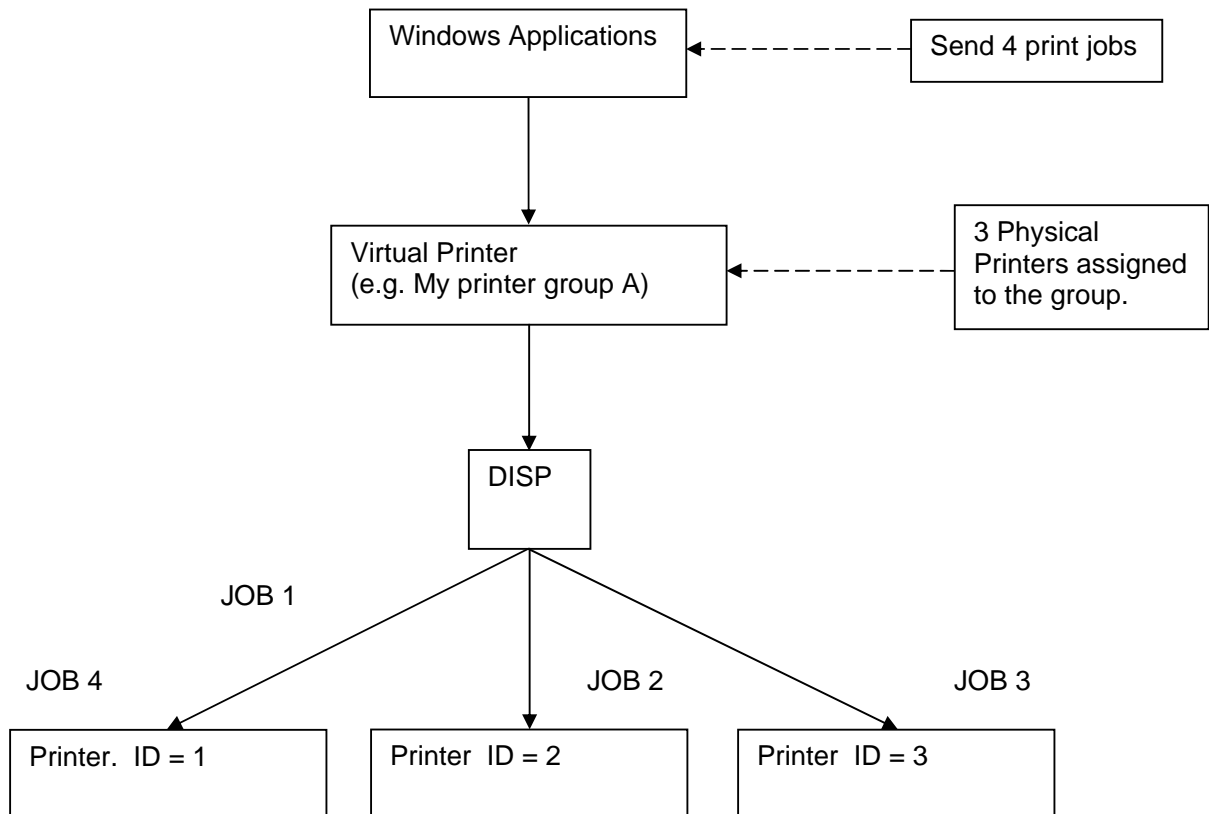 Windows Applications
Send 4 print jobs
Virtual Printer
(e.g. My printer group A)
3 Physical
Printers assigned
to the group.
DISP
JOB 1
JOB 4
JOB 2
JOB 3
Printer.  ID = 1
Printer  ID = 2
Printer  ID = 3